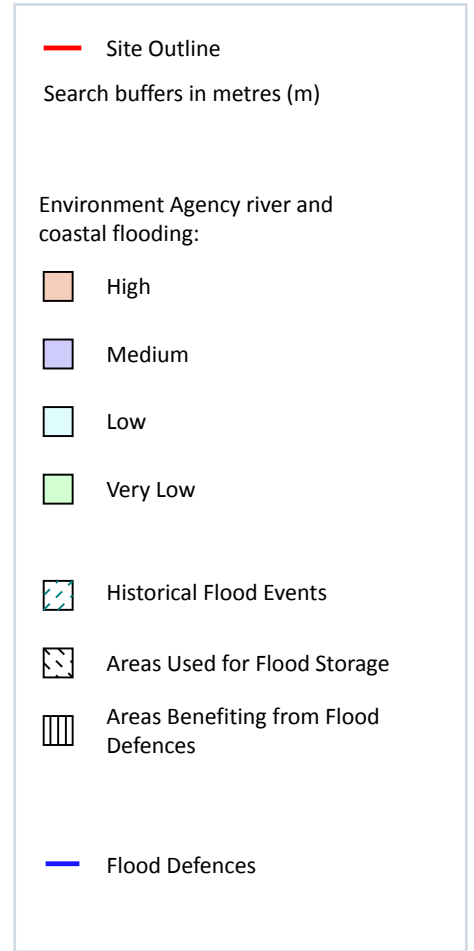 Site Outline
Search buffers in metres (m)
Environment Agency river and
coastal flooding:
High
Medium
Low
Very Low
Historical Flood Events
Areas Used for Flood Storage
Areas Benefiting from Flood
Defences
Flood Defences